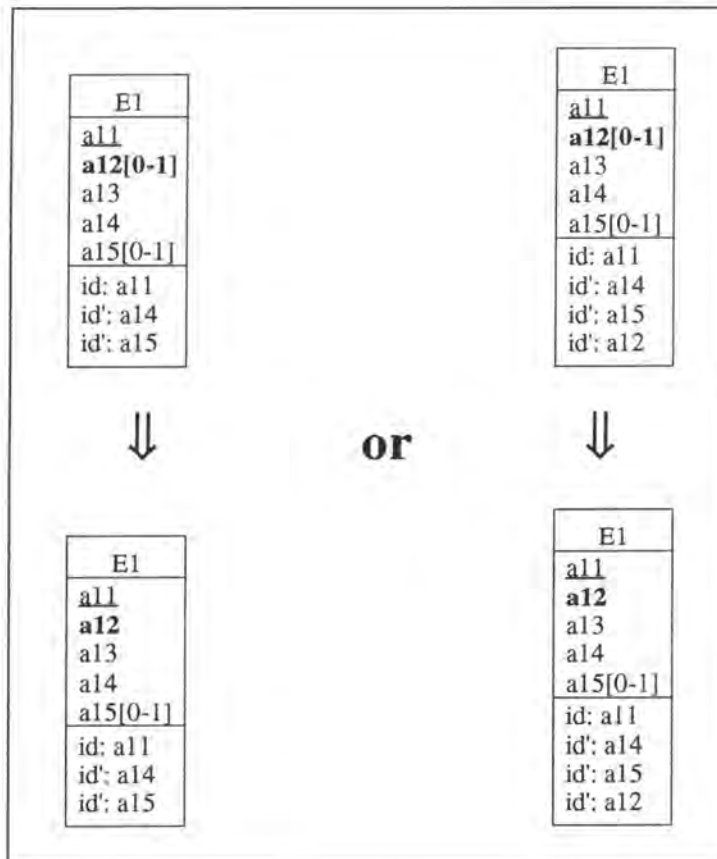 E1
a11
a12[0-1]
a13
a14
a15[0-1]
id: a11
id': a14
id': a15
E1
a11
a12[0-1]
a13
a14
a15[0-1]
id: a11
id': a14
id': a15
id': a12
⇓
or
⇓
E1
a11
a12
a13
a14
a15[0-1]
id: a11
id': a14
id': a15
E1
a11
a12
a13
a14
a15[0-1]
id: a11
id': a14
id': a15
id': a12